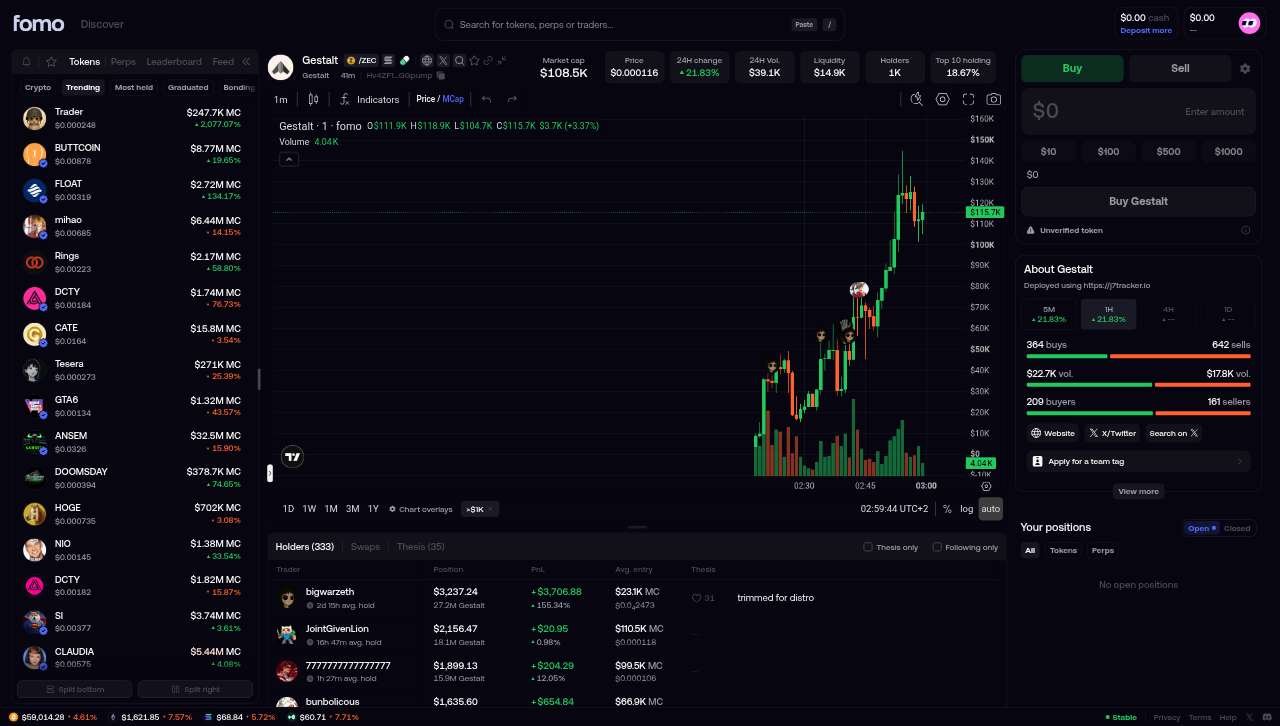 fomo
Discover
Search for tokens, perps or traders...
Paste
/
$0.00 cash
Deposit more
$0.00
—
Tokens
Perps
Leaderboard
Feed
Crypto
Trending
Most held
Graduated
Bonding
Trader
$0.000248
$247.7K MC
2,077.07%
BUTTCOIN
$0.00878
$8.77M MC
19.65%
FLOAT
$0.00319
$2.72M MC
134.17%
mihao
$0.00685
$6.44M MC
14.15%
Rings
$0.00223
$2.17M MC
58.80%
DCTY
$0.00184
$1.74M MC
76.73%
CATE
$0.0164
$15.8M MC
3.54%
Tesera
$0.000273
$271K MC
25.39%
GTA6
$0.00134
$1.32M MC
43.57%
ANSEM
$0.0326
$32.5M MC
15.90%
DOOMSDAY
$0.000394
$378.7K MC
74.65%
HOGE
$0.000735
$702K MC
3.08%
NIO
$0.00145
$1.38M MC
33.54%
DCTY
$0.00182
$1.82M MC
15.87%
SI
$0.00377
$3.74M MC
3.61%
CLAUDIA
$0.00575
$5.44M MC
4.08%
Split bottom
Split right
Gestalt
/ZEC
Gestalt
41m
Hv4ZF1...GGpump
Market cap
$108.5K
Price
$0.000116
24H change
21.83%
24H Vol.
$39.1K
Liquidity
$14.9K
Holders
1K
Top 10 holding
18.67%
1m
Indicators
Price / MCap
Gestalt · 1 · fomo O$111.9K H$118.9K L$104.7K C$115.7K $3.7K (+3.37%)
Volume 4.04K
$160K
$150K
$140K
$130K
$120K
$115.7K
$110K
$100K
$90K
$80K
$70K
$60K
$50K
$40K
$30K
$20K
$10K
$0
4.04K
$-10K
02:30
02:45
03:00
1D
1W
1M
3M
1Y
Chart overlays
>$1K
02:59:44 UTC+2
%
log
auto
Holders (333)
Swaps
Thesis (35)
Thesis only
Following only
Trader
Position
PnL
Avg. entry
Thesis
bigwarzeth
2d 15h avg. hold
$3,237.24
27.2M Gestalt
+$3,706.88
155.34%
$23.1K MC
$0.0₄2473
31
trimmed for distro
JointGivenLion
16h 47m avg. hold
$2,156.47
18.1M Gestalt
+$20.95
0.98%
$110.5K MC
$0.000118
7777777777777777
1h 27m avg. hold
$1,899.13
15.9M Gestalt
+$204.29
12.05%
$99.5K MC
$0.000106
bunbolicous
$1,635.60
+$654.84
$66.9K MC
Buy
Sell
$0
Enter amount
$10
$100
$500
$1000
$0
Buy Gestalt
Unverified token
About Gestalt
Deployed using https://j7tracker.io
5M
21.83%
1H
21.83%
4H
--
1D
--
364 buys
642 sells
$22.7K vol.
$17.8K vol.
209 buyers
161 sellers
Website
X/Twitter
Search on X
Apply for a team tag
View more
Your positions
Open
Closed
All
Tokens
Perps
No open positions
$59,014.28 4.61%
$1,621.85 7.57%
$68.84 5.72%
$60.71 7.71%
Stable
Privacy
Terms
Help